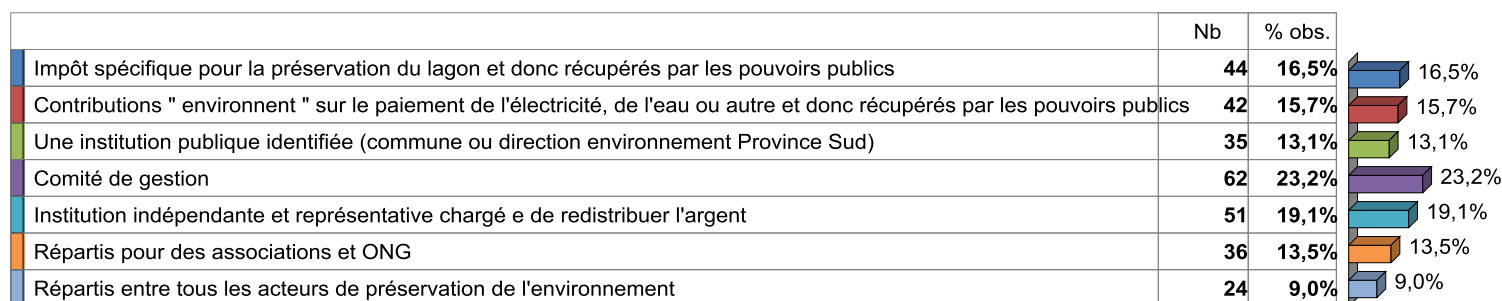 Nb % obs.
Impôt spécifique pour la préservation du lagon et donc récupérés par les pouvoirs publics 44 16,5% 16,5%
Contributions " environnent " sur le paiement de l'électricité, de l'eau ou autre et donc récupérés par les pouvoirs publics 42 15,7% 15,7%
Une institution publique identifiée (commune ou direction environnement Province Sud) 35 13,1% 13,1%
Comité de gestion 62 23,2% 23,2%
Institution indépendante et représentative chargé e de redistribuer l'argent 51 19,1% 19,1%
Répartis pour des associations et ONG 36 13,5% 13,5%
Répartis entre tous les acteurs de préservation de l'environnement 24 9,0% 9,0%